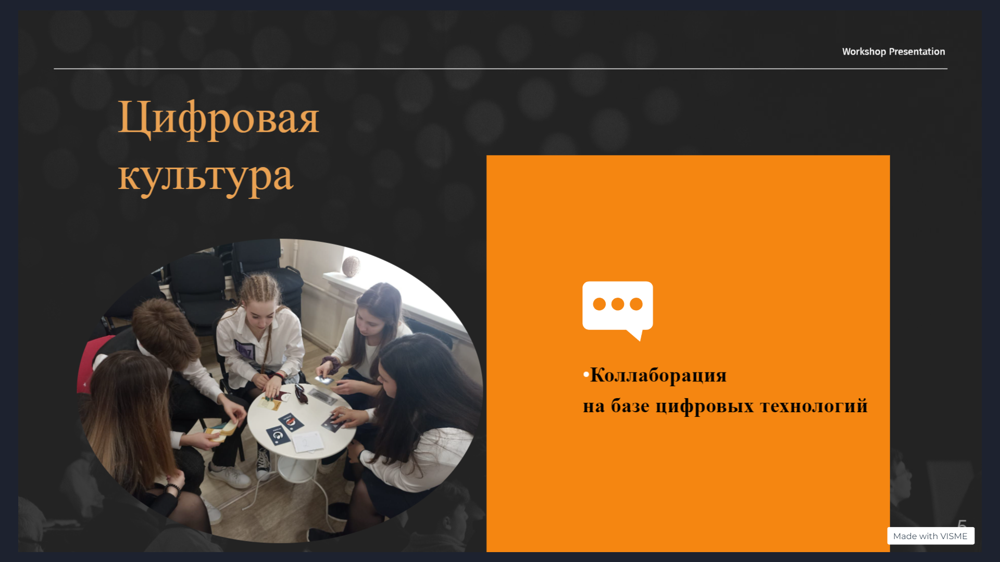 Workshop Presentation
Цифровая
культура
•Коллаборация
на базе цифровых технологий
5
Made with VISME